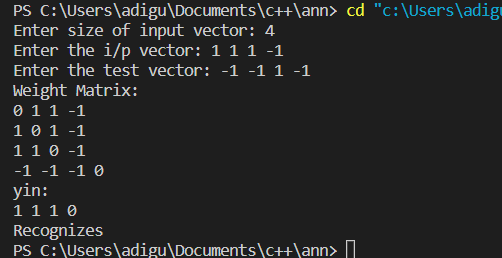 PS C:\Users\adigu\Documents\c++\ann> cd "c:\Users\adigu
Enter size of input vector: 4
Enter the i/p vector: 1 1 1 -1
Enter the test vector: -1 -1 1 -1
Weight Matrix:
0 1 1 -1
1 0 1 -1
1 1 0 -1
-1 -1 -1 0
yin:
1 1 1 0
Recognizes
PS C:\Users\adigu\Documents\c++\ann>